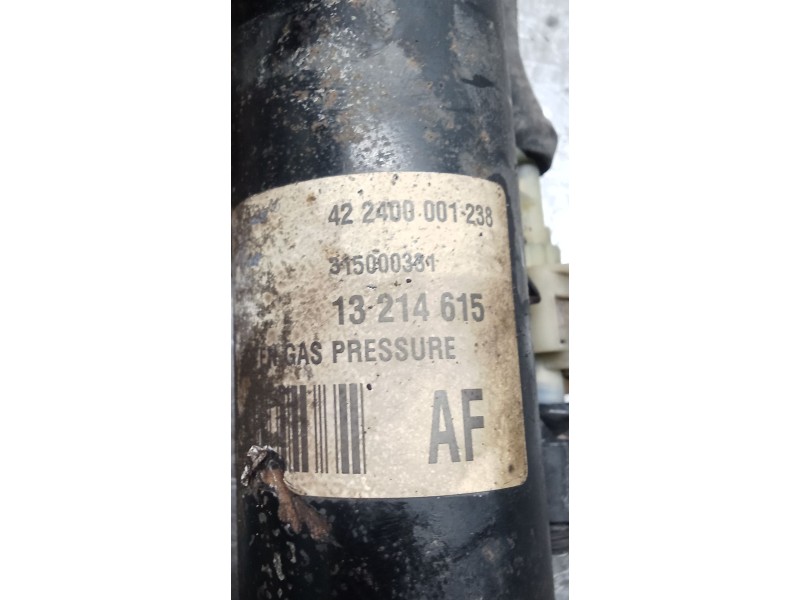 42 2400 001 238
315000381
13 214 615
GAS PRESSURE
AF